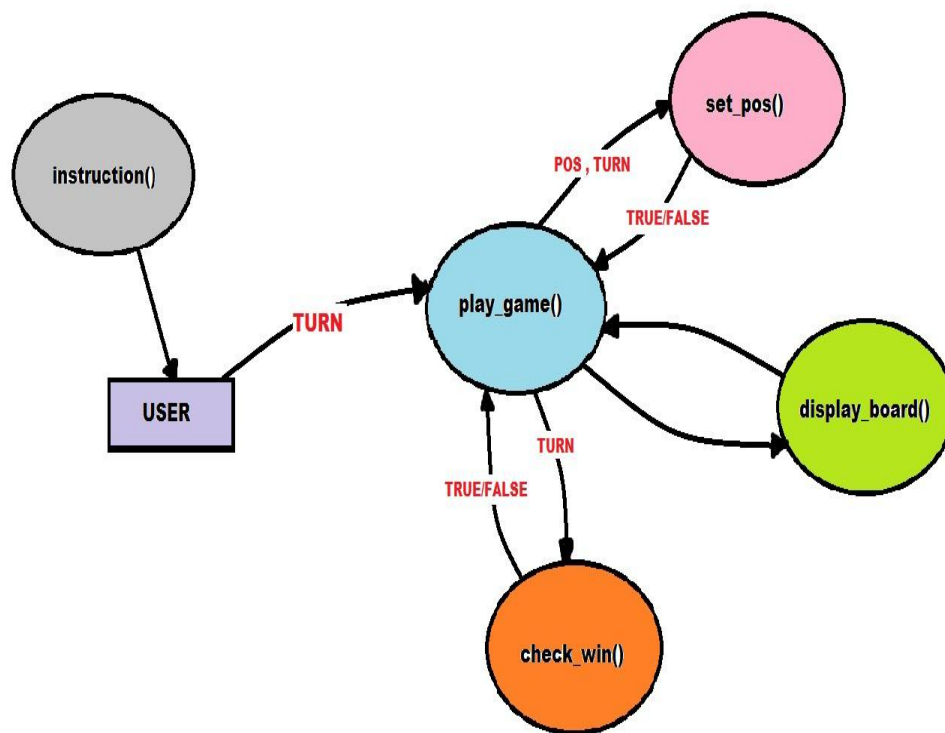 set_pos()
instruction()
POS , TURN
TRUE/FALSE
play_game()
TURN
USER
display_board()
TURN
TRUE/FALSE
check_win()